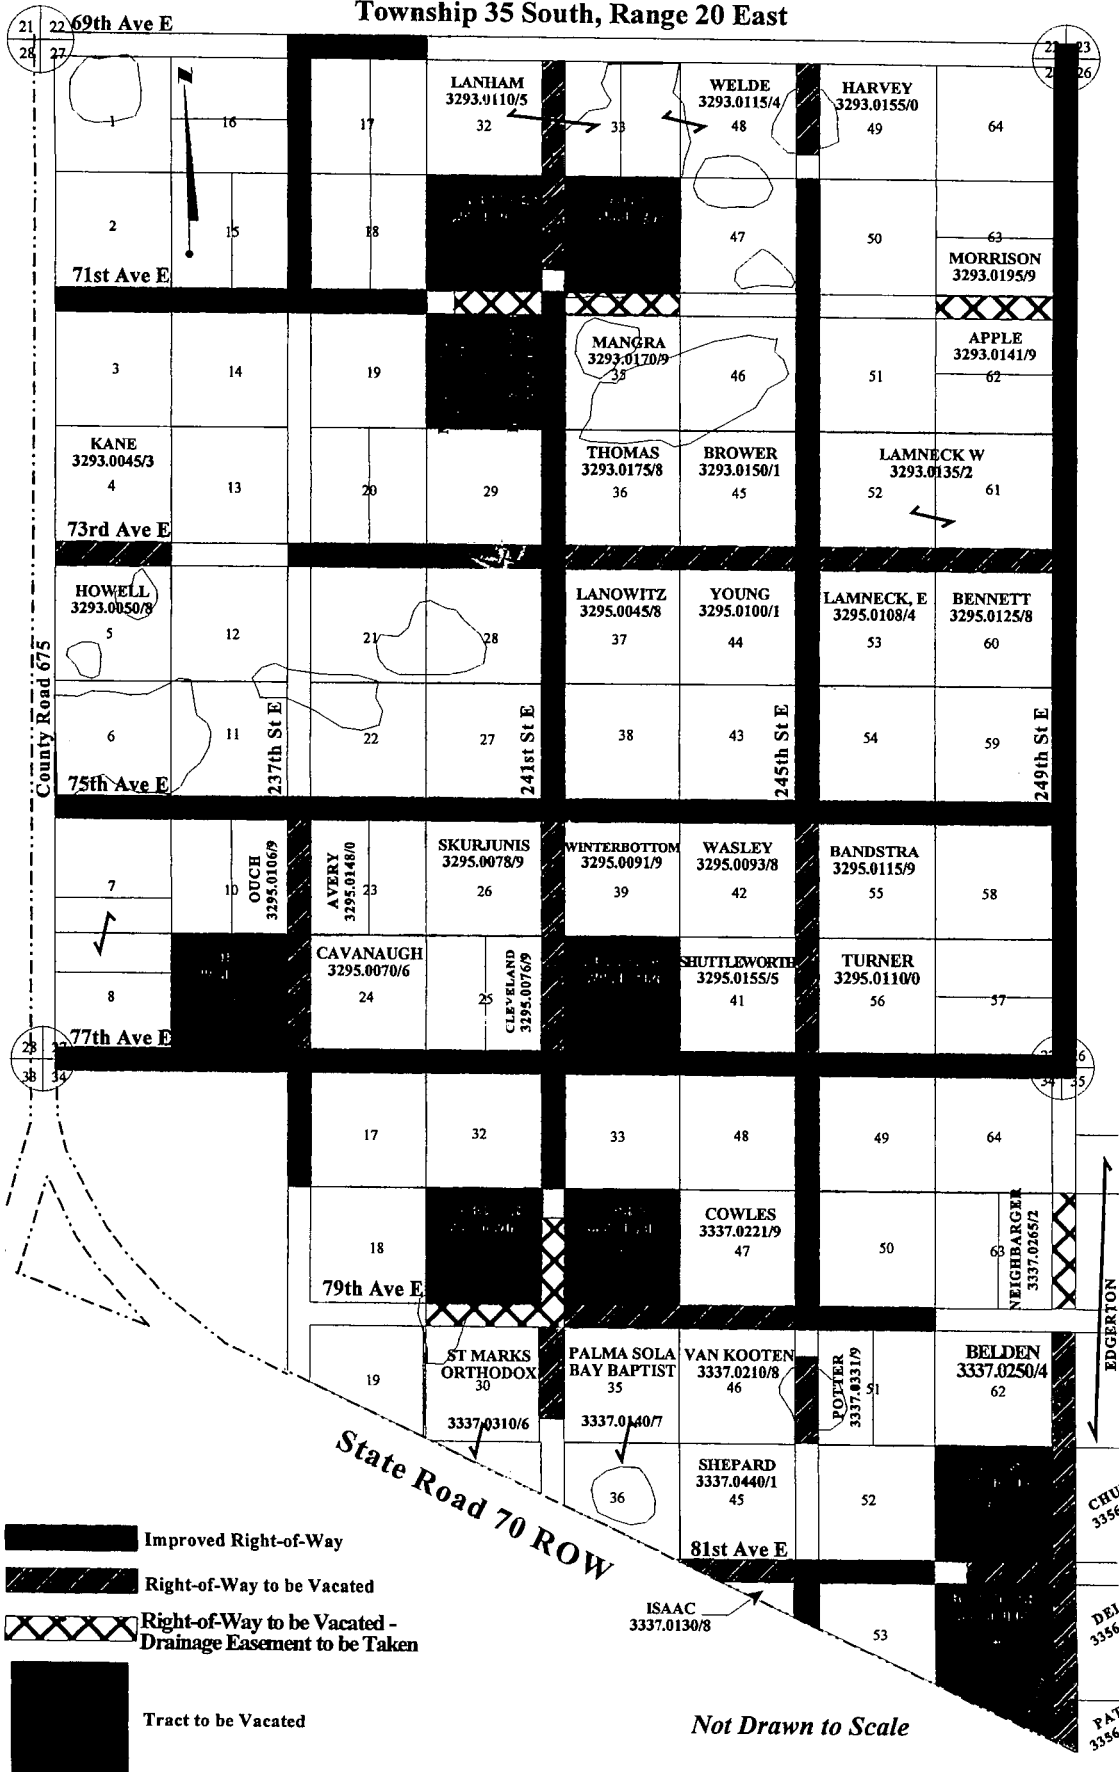 Township 35 South, Range 20 East
21 22 69th Ave E
28 27
22 23
26
N
LANHAM
3293.0110/5
WELDE
3293.0115/4
HARVEY
3293.0155/0
1 16 17 32 33 48 49 64
2 15 18 47 50 63
71st Ave E
MORRISON
3293.0195/9
MANGRA
3293.0170/9
APPLE
3293.0141/9
3 14 19 35 46 51 62
KANE
3293.0045/3
THOMAS
3293.0175/8
BROWER
3293.0150/1
LAMNECK W
3293.0135/2
4 13 20 29 36 45 52 61
73rd Ave E
HOWELL
3293.0050/8
LANOWITZ
3295.0045/8
YOUNG
3295.0100/1
LAMNECK, E
3295.0108/4
BENNETT
3295.0125/8
5 12 21 28 37 44 53 60
County Road 675
237th St E
241st St E
245th St E
249th St E
6 11 22 27 38 43 54 59
75th Ave E
OUCH
3295.0106/9
AVERY
3295.0148/0
SKURJUNIS
3295.0078/9
WINTERBOTTOM
3295.0091/9
WASLEY
3295.0093/8
BANDSTRA
3295.0115/9
7 10 23 26 39 42 55 58
CAVANAUGH
3295.0070/6
CLEVELAND
3295.0076/9
SHUTTLEWORTH
3295.0155/5
TURNER
3295.0110/0
8 24 25 41 56 57
77th Ave E
33 34
34 35
17 32 33 48 49 64
COWLES
3337.0221/9
NEIGHBARGER
3337.0265/2
18 47 50 63
79th Ave E
EDGERTON
ST MARKS
ORTHODOX
30
3337.0310/6
PALMA SOLA
BAY BAPTIST
35
3337.0140/7
VAN KOOTEN
3337.0210/8
46
POTTER
3337.0331/9
51
BELDEN
3337.0250/4
62
19
State Road 70 ROW
SHEPARD
3337.0440/1
36 45 52
81st Ave E
ISAAC
3337.0130/8
53
Improved Right-of-Way
Right-of-Way to be Vacated
Right-of-Way to be Vacated -
Drainage Easement to be Taken
Tract to be Vacated
Not Drawn to Scale